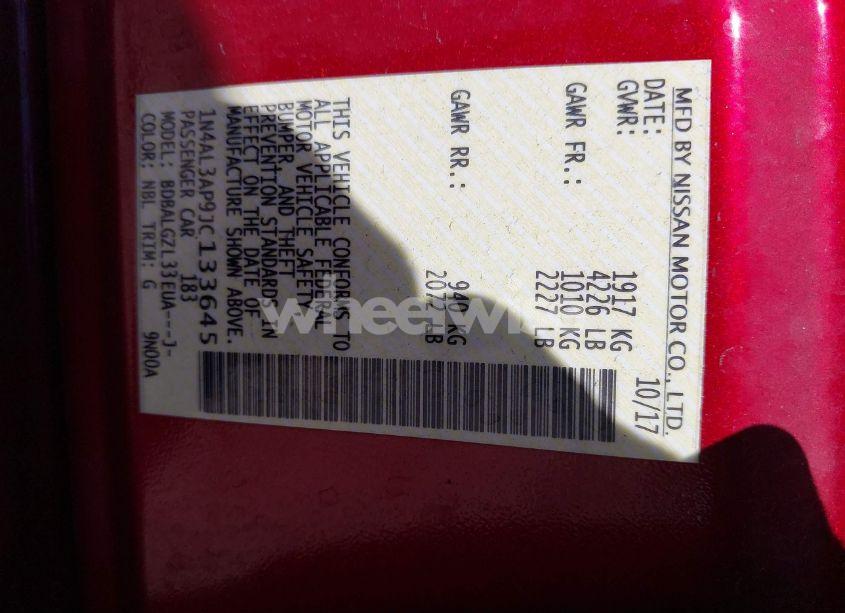 MFD BY NISSAN MOTOR CO., LTD.
DATE: 10/17
GVWR: 1917 KG
4226 LB
GAWR FR.: 1010 KG
2227 LB
GAWR RR.: 940 KG
2072 LB
THIS VEHICLE CONFORMS TO
ALL APPLICABLE FEDERAL
MOTOR VEHICLE SAFETY,
BUMPER, AND THEFT
PREVENTION STANDARDS IN
EFFECT ON THE DATE OF
MANUFACTURE SHOWN ABOVE.
1N4AL3AP9JC133645
PASSENGER CAR 183
MODEL: BDBALGZL33EUA---J-
COLOR: NBL TRIM: G 9N00A